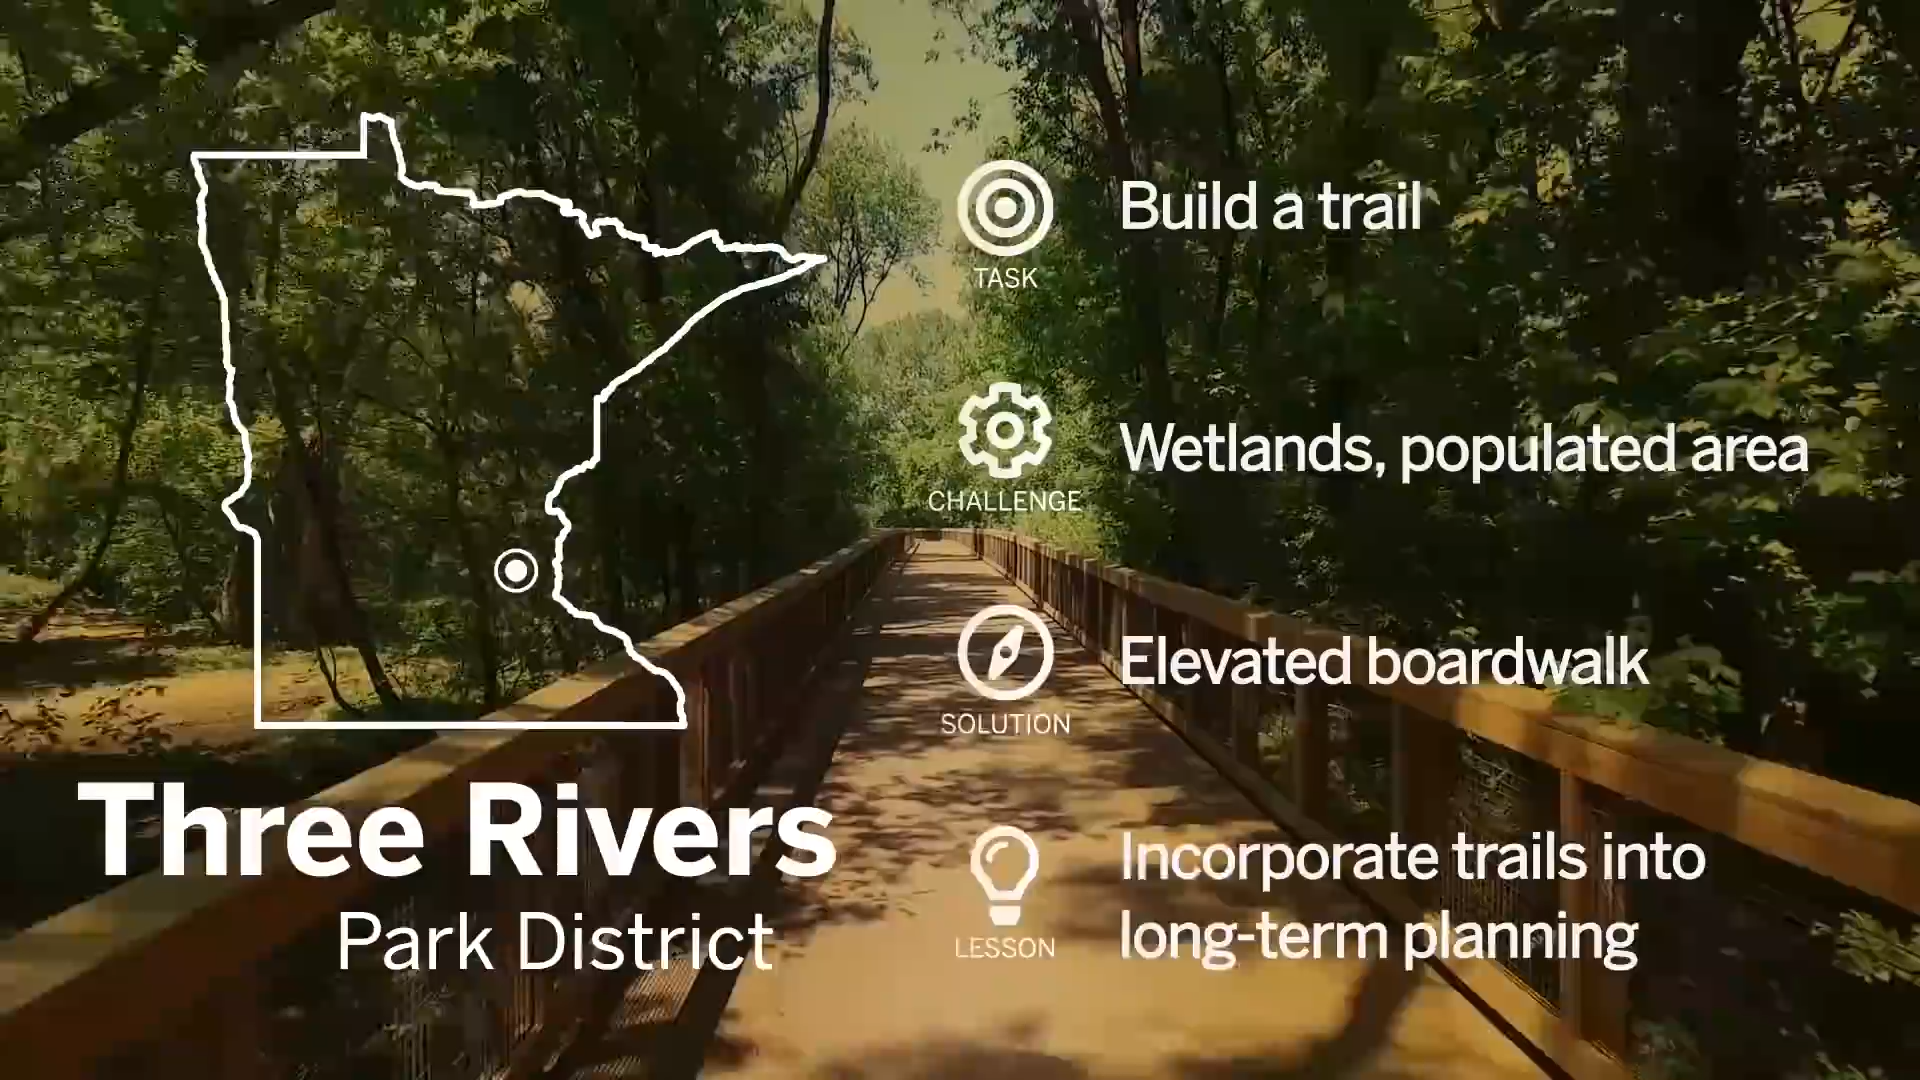 Three Rivers
Park District
TASK
Build a trail
CHALLENGE
Wetlands, populated area
SOLUTION
Elevated boardwalk
LESSON
Incorporate trails into
long-term planning